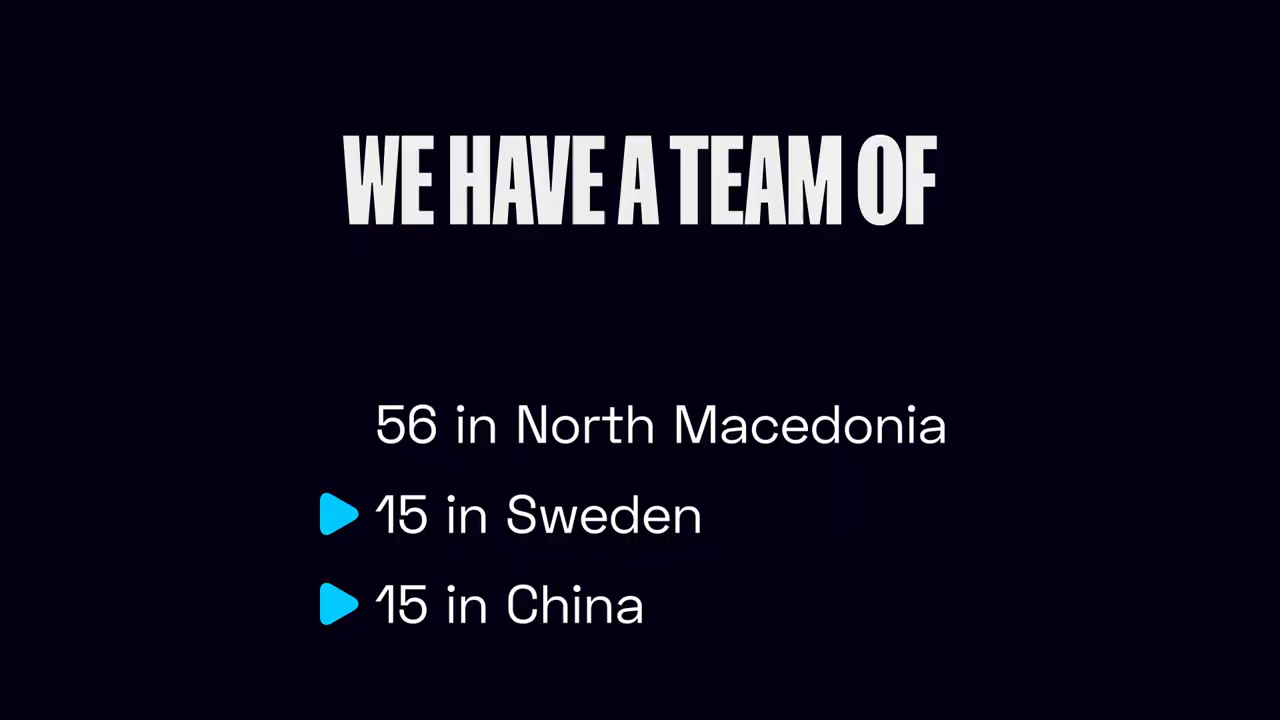 WE HAVE A TEAM OF
56 in North Macedonia
15 in Sweden
15 in China